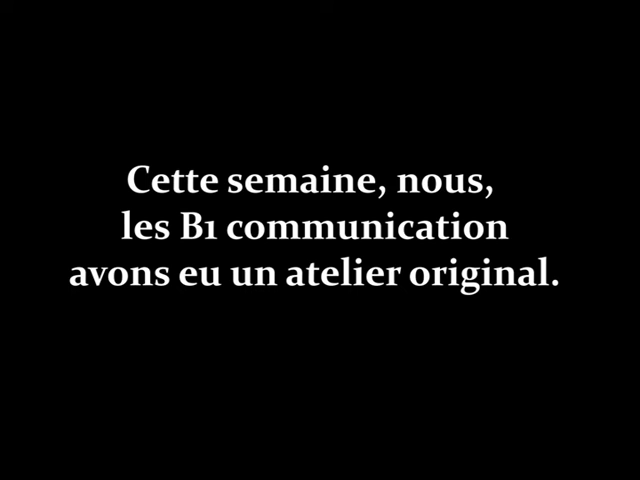 Cette semaine, nous,
les B1 communication
avons eu un atelier original.